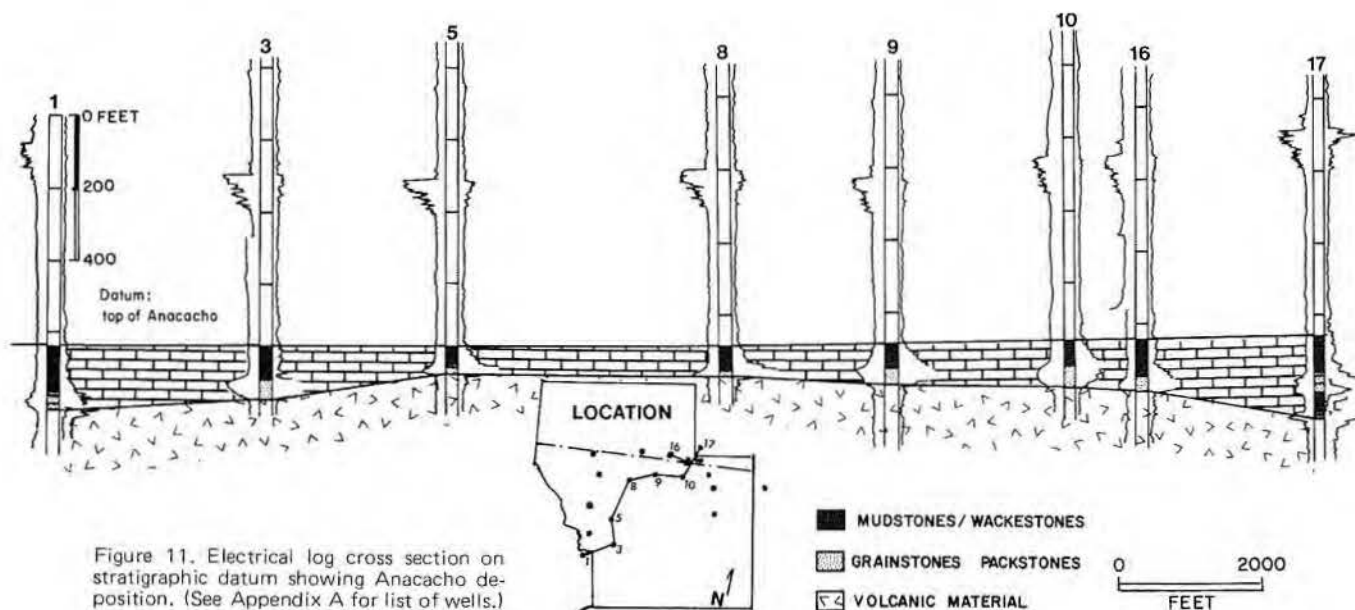 1
3
5
8
9
10
16
17
0 FEET
200
400
Datum:
top of Anacacho
LOCATION
17
16
8
9
10
5
3
1
N
Figure 11. Electrical log cross section on
stratigraphic datum showing Anacacho de-
position. (See Appendix A for list of wells.)
MUDSTONES/WACKESTONES
GRAINSTONES PACKSTONES
VOLCANIC MATERIAL
0 2000
FEET